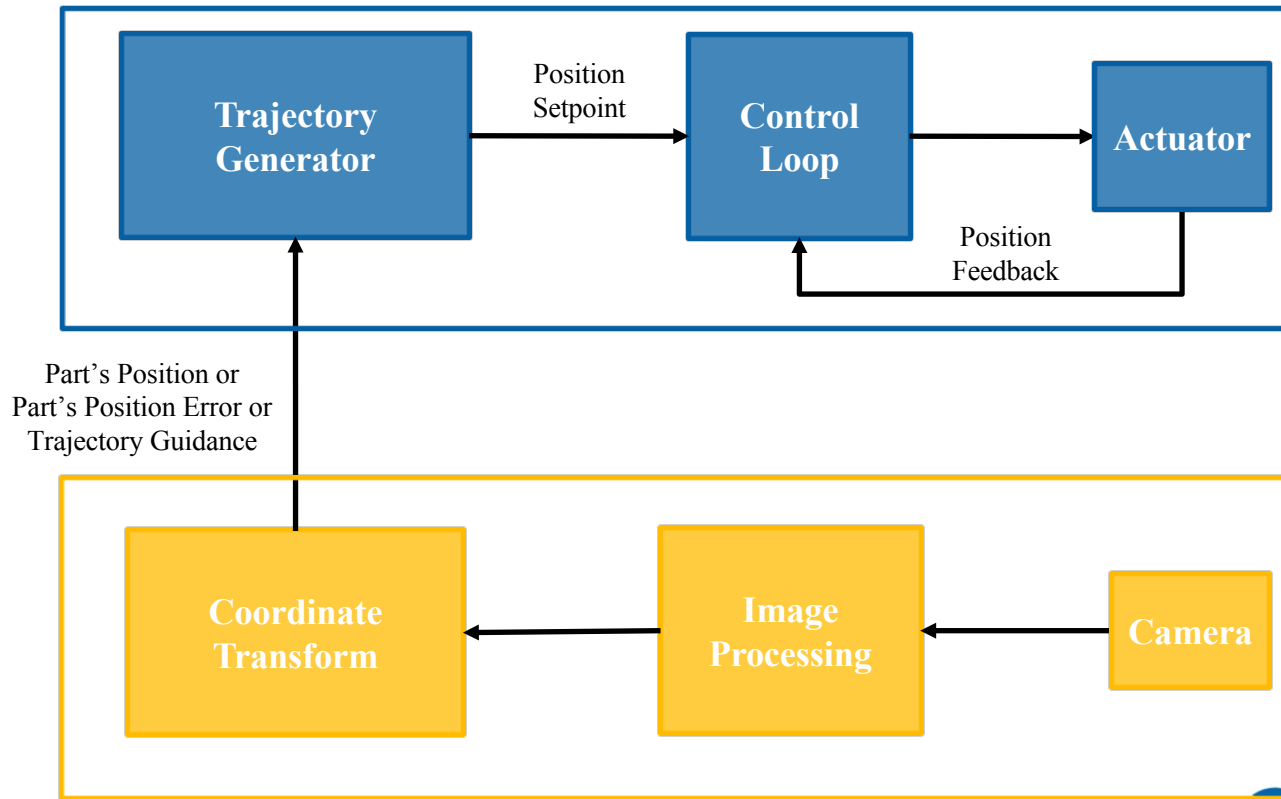 Trajectory
Generator
Position
Setpoint
Control
Loop
Actuator
Position
Feedback
Part’s Position or
Part’s Position Error or
Trajectory Guidance
Coordinate
Transform
Image
Processing
Camera